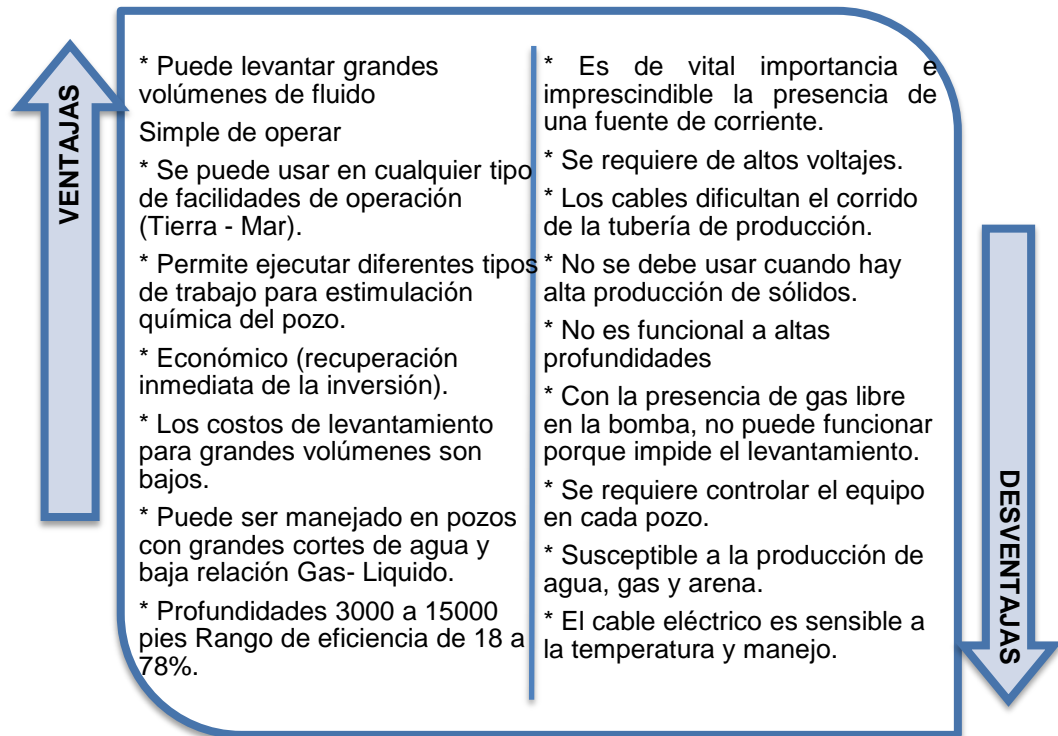 VENTAJAS
* Puede levantar grandes
volúmenes de fluido
Simple de operar
* Se puede usar en cualquier tipo
de facilidades de operación
(Tierra - Mar).
* Permite ejecutar diferentes tipos
de trabajo para estimulación
química del pozo.
* Económico (recuperación
inmediata de la inversión).
* Los costos de levantamiento
para grandes volúmenes son
bajos.
* Puede ser manejado en pozos
con grandes cortes de agua y
baja relación Gas- Liquido.
* Profundidades 3000 a 15000
pies Rango de eficiencia de 18 a
78%.
* Es de vital importancia e
imprescindible la presencia de
una fuente de corriente.
* Se requiere de altos voltajes.
* Los cables dificultan el corrido
de la tubería de producción.
* No se debe usar cuando hay
alta producción de sólidos.
* No es funcional a altas
profundidades
* Con la presencia de gas libre
en la bomba, no puede funcionar
porque impide el levantamiento.
* Se requiere controlar el equipo
en cada pozo.
* Susceptible a la producción de
agua, gas y arena.
* El cable eléctrico es sensible a
la temperatura y manejo.
DESVENTAJAS